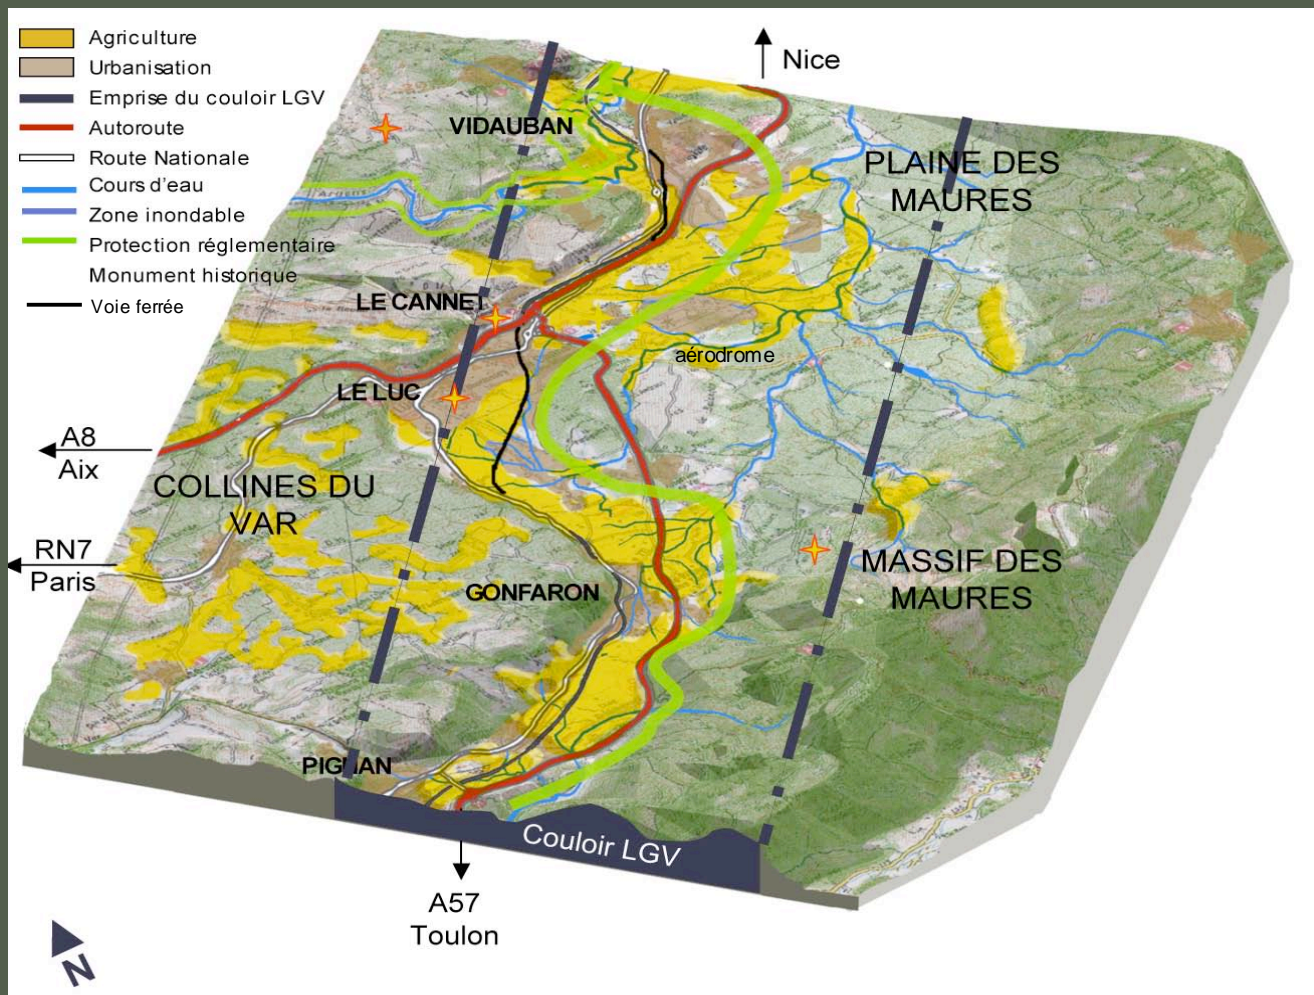 Agriculture
Urbanisation
Emprise du couloir LGV
Autoroute
Route Nationale
Cours d'eau
Zone inondable
Protection réglementaire
Monument historique
Voie ferrée
Nice
VIDAUBAN
PLAINE DES
MAURES
LE CANNET
aérodrome
LE LUC
A8
Aix
COLLINES DU
VAR
RN7
Paris
GONFARON
MASSIF DES
MAURES
PIGNAN
Couloir LGV
A57
Toulon
N